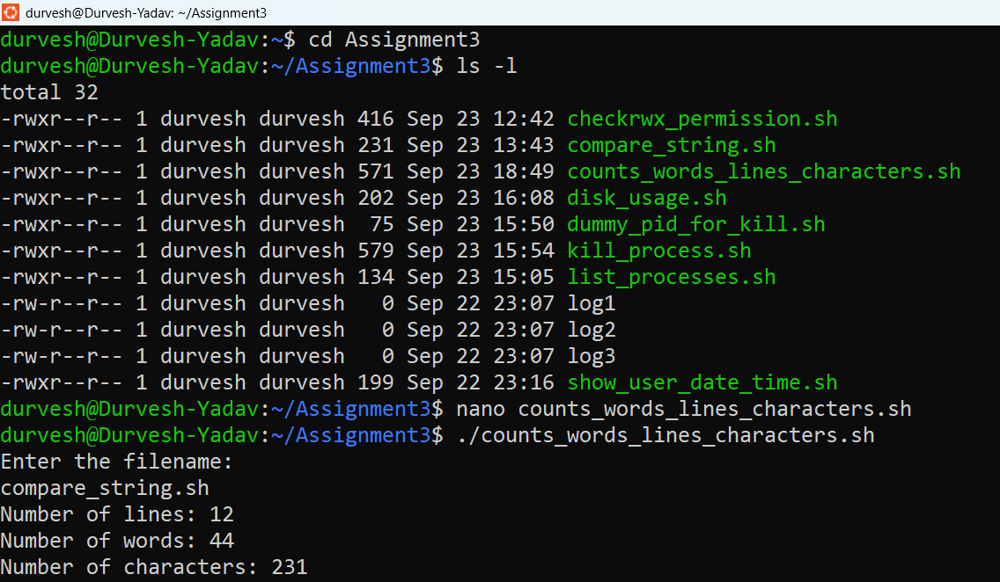 durvesh@Durvesh-Yadav: ~/Assignment3
durvesh@Durvesh-Yadav:~$ cd Assignment3
durvesh@Durvesh-Yadav:~/Assignment3$ ls -l
total 32
-rwxr--r-- 1 durvesh durvesh 416 Sep 23 12:42 checkrwx_permission.sh
-rwxr--r-- 1 durvesh durvesh 231 Sep 23 13:43 compare_string.sh
-rwxr--r-- 1 durvesh durvesh 571 Sep 23 18:49 counts_words_lines_characters.sh
-rwxr--r-- 1 durvesh durvesh 202 Sep 23 16:08 disk_usage.sh
-rwxr--r-- 1 durvesh durvesh  75 Sep 23 15:50 dummy_pid_for_kill.sh
-rwxr--r-- 1 durvesh durvesh 579 Sep 23 15:54 kill_process.sh
-rwxr--r-- 1 durvesh durvesh 134 Sep 23 15:05 list_processes.sh
-rw-r--r-- 1 durvesh durvesh   0 Sep 22 23:07 log1
-rw-r--r-- 1 durvesh durvesh   0 Sep 22 23:07 log2
-rw-r--r-- 1 durvesh durvesh   0 Sep 22 23:07 log3
-rwxr--r-- 1 durvesh durvesh 199 Sep 22 23:16 show_user_date_time.sh
durvesh@Durvesh-Yadav:~/Assignment3$ nano counts_words_lines_characters.sh
durvesh@Durvesh-Yadav:~/Assignment3$ ./counts_words_lines_characters.sh
Enter the filename:
compare_string.sh
Number of lines: 12
Number of words: 44
Number of characters: 231